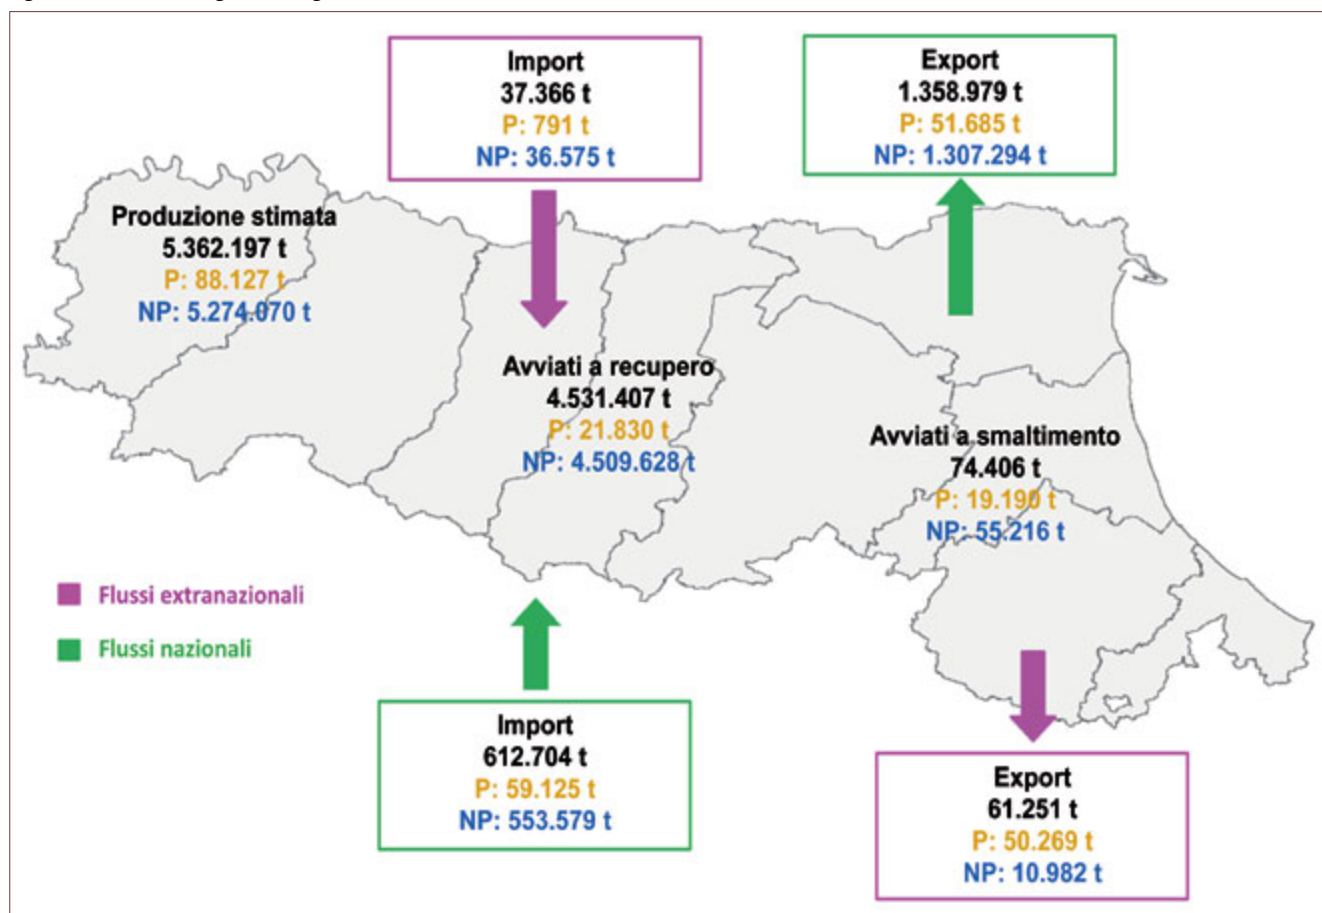 Import
37.366 t
P: 791 t
NP: 36.575 t
Export
1.358.979 t
P: 51.685 t
NP: 1.307.294 t
Produzione stimata
5.362.197 t
P: 88.127 t
NP: 5.274.070 t
Avviati a recupero
4.531.407 t
P: 21.830 t
NP: 4.509.628 t
Avviati a smaltimento
74.406 t
P: 19.190 t
NP: 55.216 t
Flussi extranazionali
Flussi nazionali
Import
612.704 t
P: 59.125 t
NP: 553.579 t
Export
61.251 t
P: 50.269 t
NP: 10.982 t